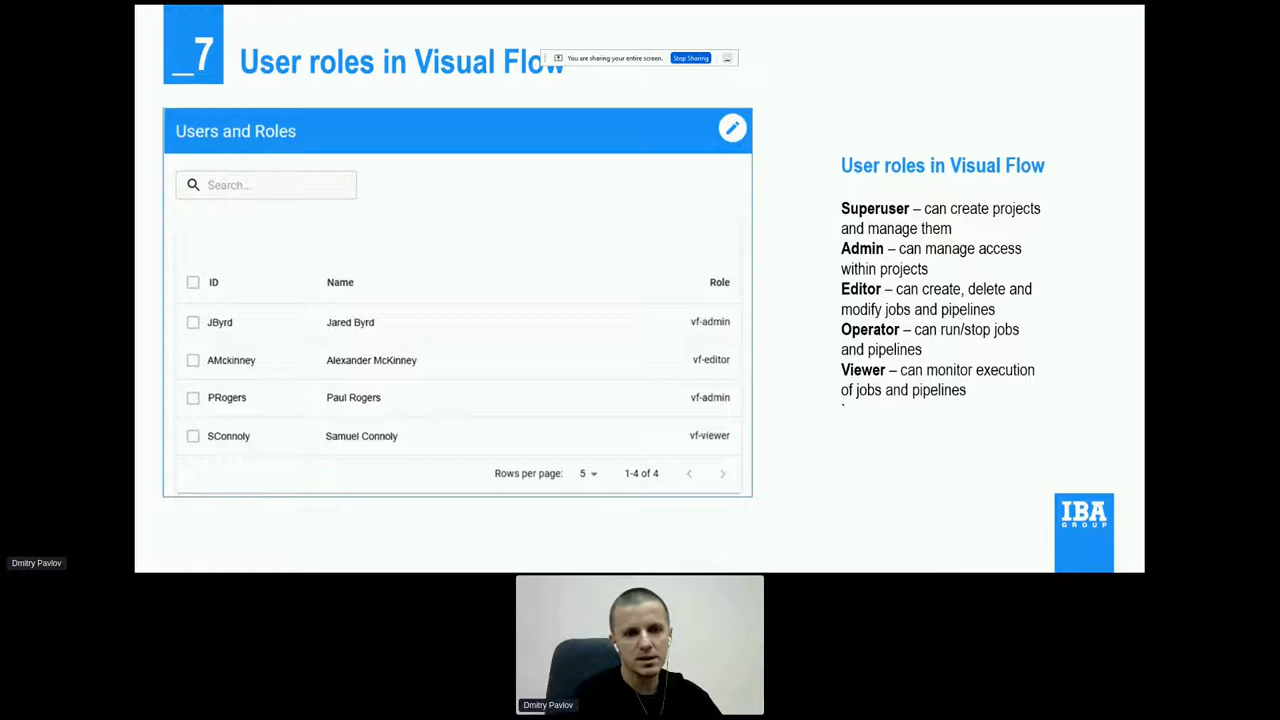 _7
User roles in Visual Flow
You are sharing your entire screen.
Stop Sharing
Users and Roles
Search...
ID Name Role
JByrd Jared Byrd vf-admin
AMckinney Alexander McKinney vf-editor
PRogers Paul Rogers vf-admin
SConnoly Samuel Connoly vf-viewer
Rows per page: 5 1-4 of 4
User roles in Visual Flow
Superuser – can create projects
and manage them
Admin – can manage access
within projects
Editor – can create, delete and
modify jobs and pipelines
Operator – can run/stop jobs
and pipelines
Viewer – can monitor execution
of jobs and pipelines
`
IBA
GROUP
Dmitry Pavlov
Dmitry Pavlov